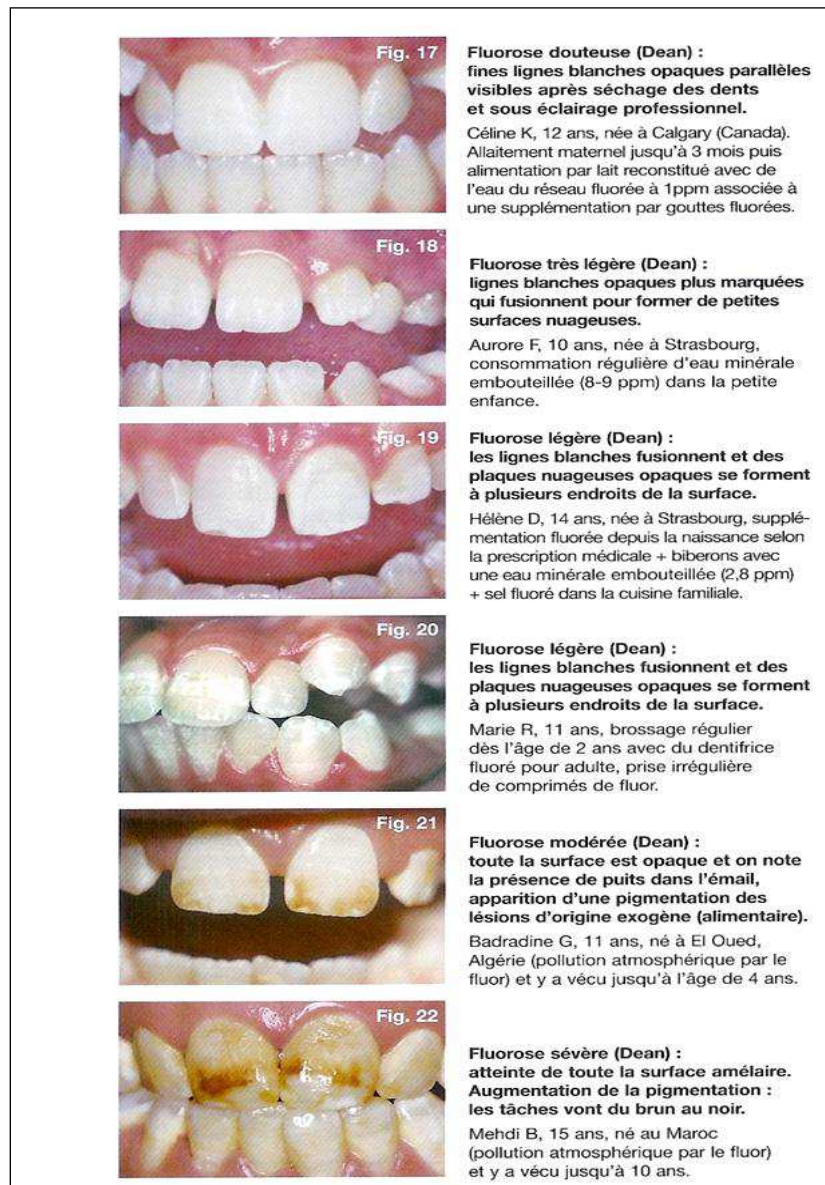 Fig. 17
Fluorose douteuse (Dean) :
fines lignes blanches opaques parallèles
visibles après séchage des dents
et sous éclairage professionnel.
Céline K, 12 ans, née à Calgary (Canada).
Allaitement maternel jusqu'à 3 mois puis
alimentation par lait reconstitué avec de
l'eau du réseau fluorée à 1ppm associée à
une supplémentation par gouttes fluorées.
Fig. 18
Fluorose très légère (Dean) :
lignes blanches opaques plus marquées
qui fusionnent pour former de petites
surfaces nuageuses.
Aurore F, 10 ans, née à Strasbourg,
consommation régulière d'eau minérale
embouteillée (8-9 ppm) dans la petite
enfance.
Fig. 19
Fluorose légère (Dean) :
les lignes blanches fusionnent et des
plaques nuageuses opaques se forment
à plusieurs endroits de la surface.
Hélène D, 14 ans, née à Strasbourg, supplé-
mentation fluorée depuis la naissance selon
la prescription médicale + biberons avec
une eau minérale embouteillée (2,8 ppm)
+ sel fluoré dans la cuisine familiale.
Fig. 20
Fluorose légère (Dean) :
les lignes blanches fusionnent et des
plaques nuageuses opaques se forment
à plusieurs endroits de la surface.
Marie R, 11 ans, brossage régulier
dès l'âge de 2 ans avec du dentifrice
fluoré pour adulte, prise irrégulière
de comprimés de fluor.
Fig. 21
Fluorose modérée (Dean) :
toute la surface est opaque et on note
la présence de puits dans l'émail,
apparition d'une pigmentation des
lésions d'origine exogène (alimentaire).
Badradine G, 11 ans, né à El Oued,
Algérie (pollution atmosphérique par le
fluor) et y a vécu jusqu'à l'âge de 4 ans.
Fig. 22
Fluorose sévère (Dean) :
atteinte de toute la surface amélaire.
Augmentation de la pigmentation :
les tâches vont du brun au noir.
Mehdi B, 15 ans, né au Maroc
(pollution atmosphérique par le fluor)
et y a vécu jusqu'à 10 ans.